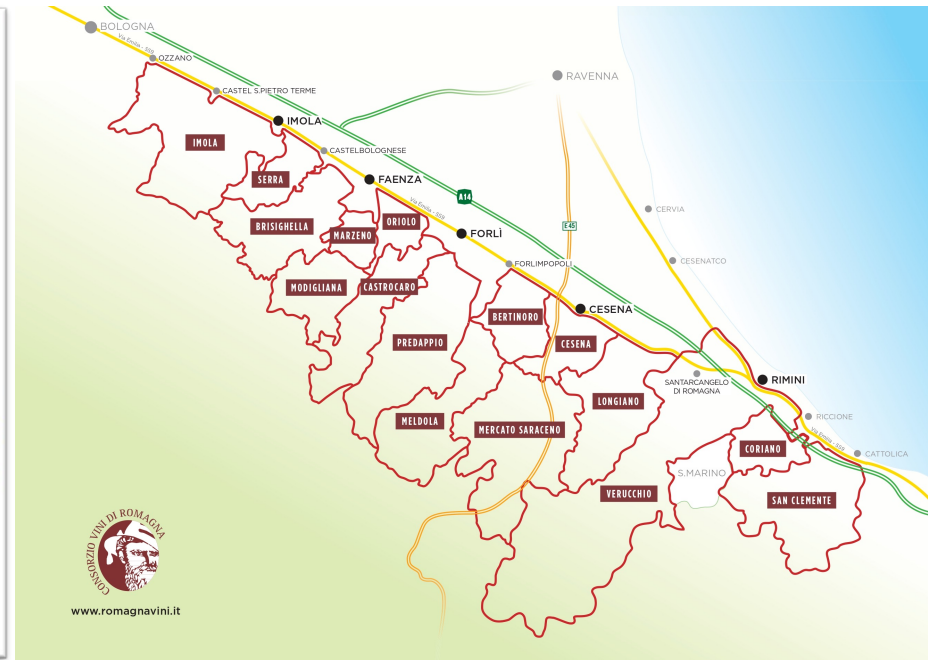 BOLOGNA
Via Emilia - SS9
OZZANO
CASTEL S.PIETRO TERME
RAVENNA
IMOLA
IMOLA
CASTELBOLOGNESE
SERRA
FAENZA
A14
Via Emilia - SS9
CERVIA
BRISIGHELLA
MARZENO
ORIOLO
FORLÌ
E 45
CESENATCO
FORLIMPOPOLI
MODIGLIANA
CASTROCARO
BERTINORO
CESENA
PREDAPPIO
CESENA
SANTARCANGELO
DI ROMAGNA
RIMINI
LONGIANO
MELDOLA
MERCATO SARACENO
RICCIONE
Via Emilia - SS9
CORIANO
CATTOLICA
S.MARINO
VERUCCHIO
SAN CLEMENTE
CONSORZIO VINI DI ROMAGNA
www.romagnavini.it